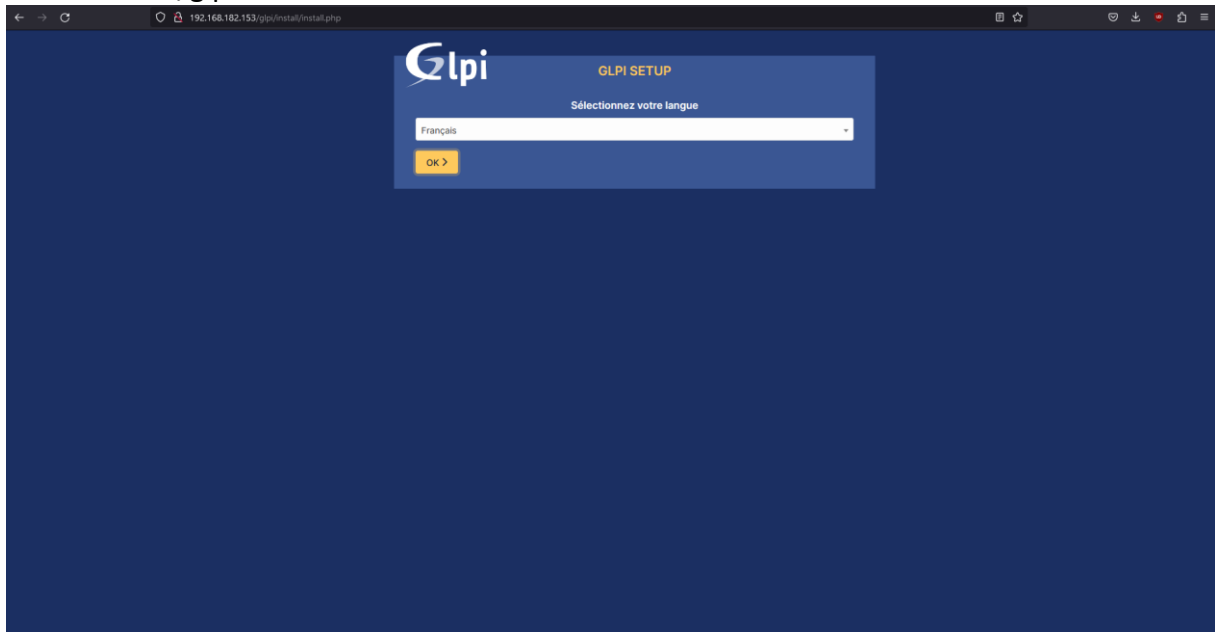 192.168.182.153/glpi/install/install.php
Glpi
GLPI SETUP
Sélectionnez votre langue
Français
OK >